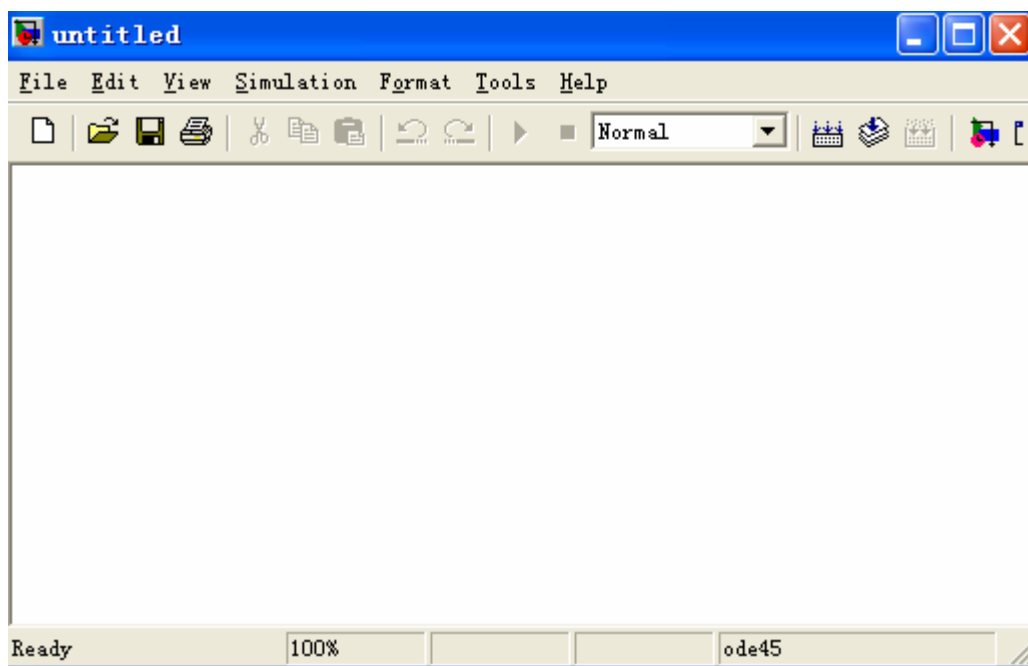 untitled
File Edit View Simulation Format Tools Help
Normal
Ready 100% ode45